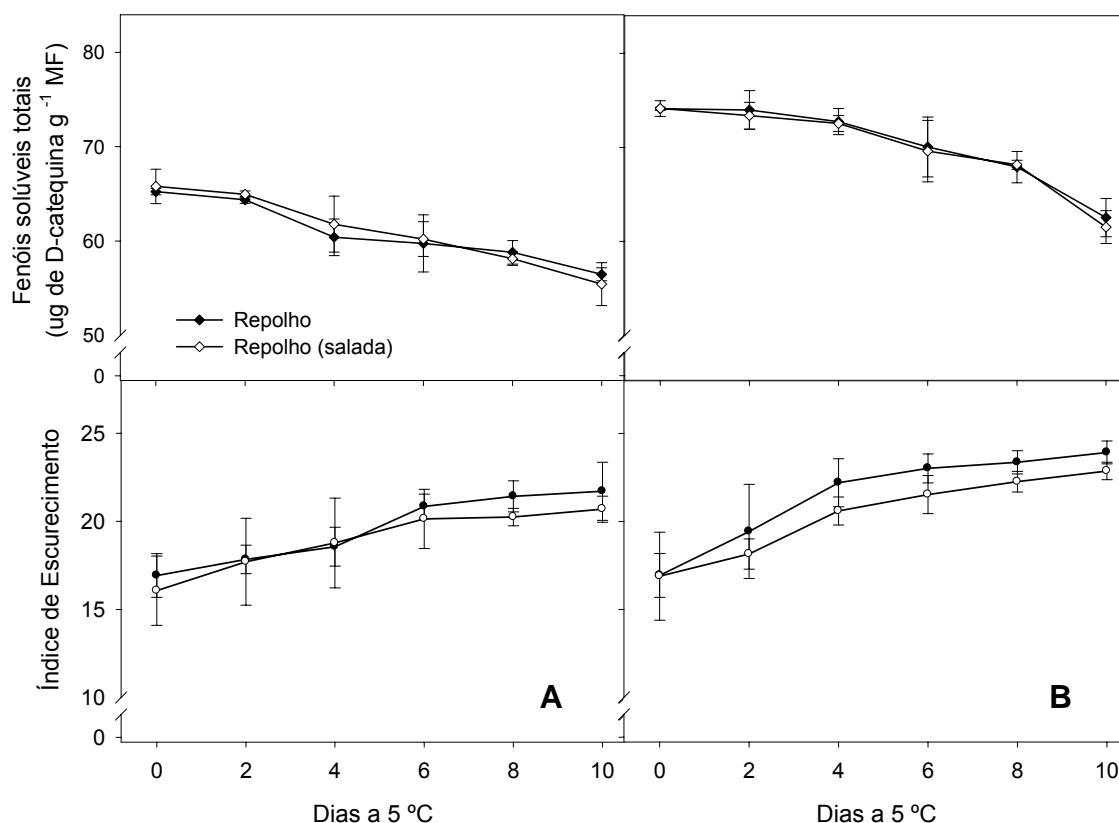 Fenóis solúveis totais
(ug de D-catequina g -1 MF)
80
70
60
50
0
Repolho
Repolho (salada)
Índice de Escurecimento
25
20
15
10
0
A
B
0 2 4 6 8 10
0 2 4 6 8 10
Dias a 5 ºC
Dias a 5 ºC